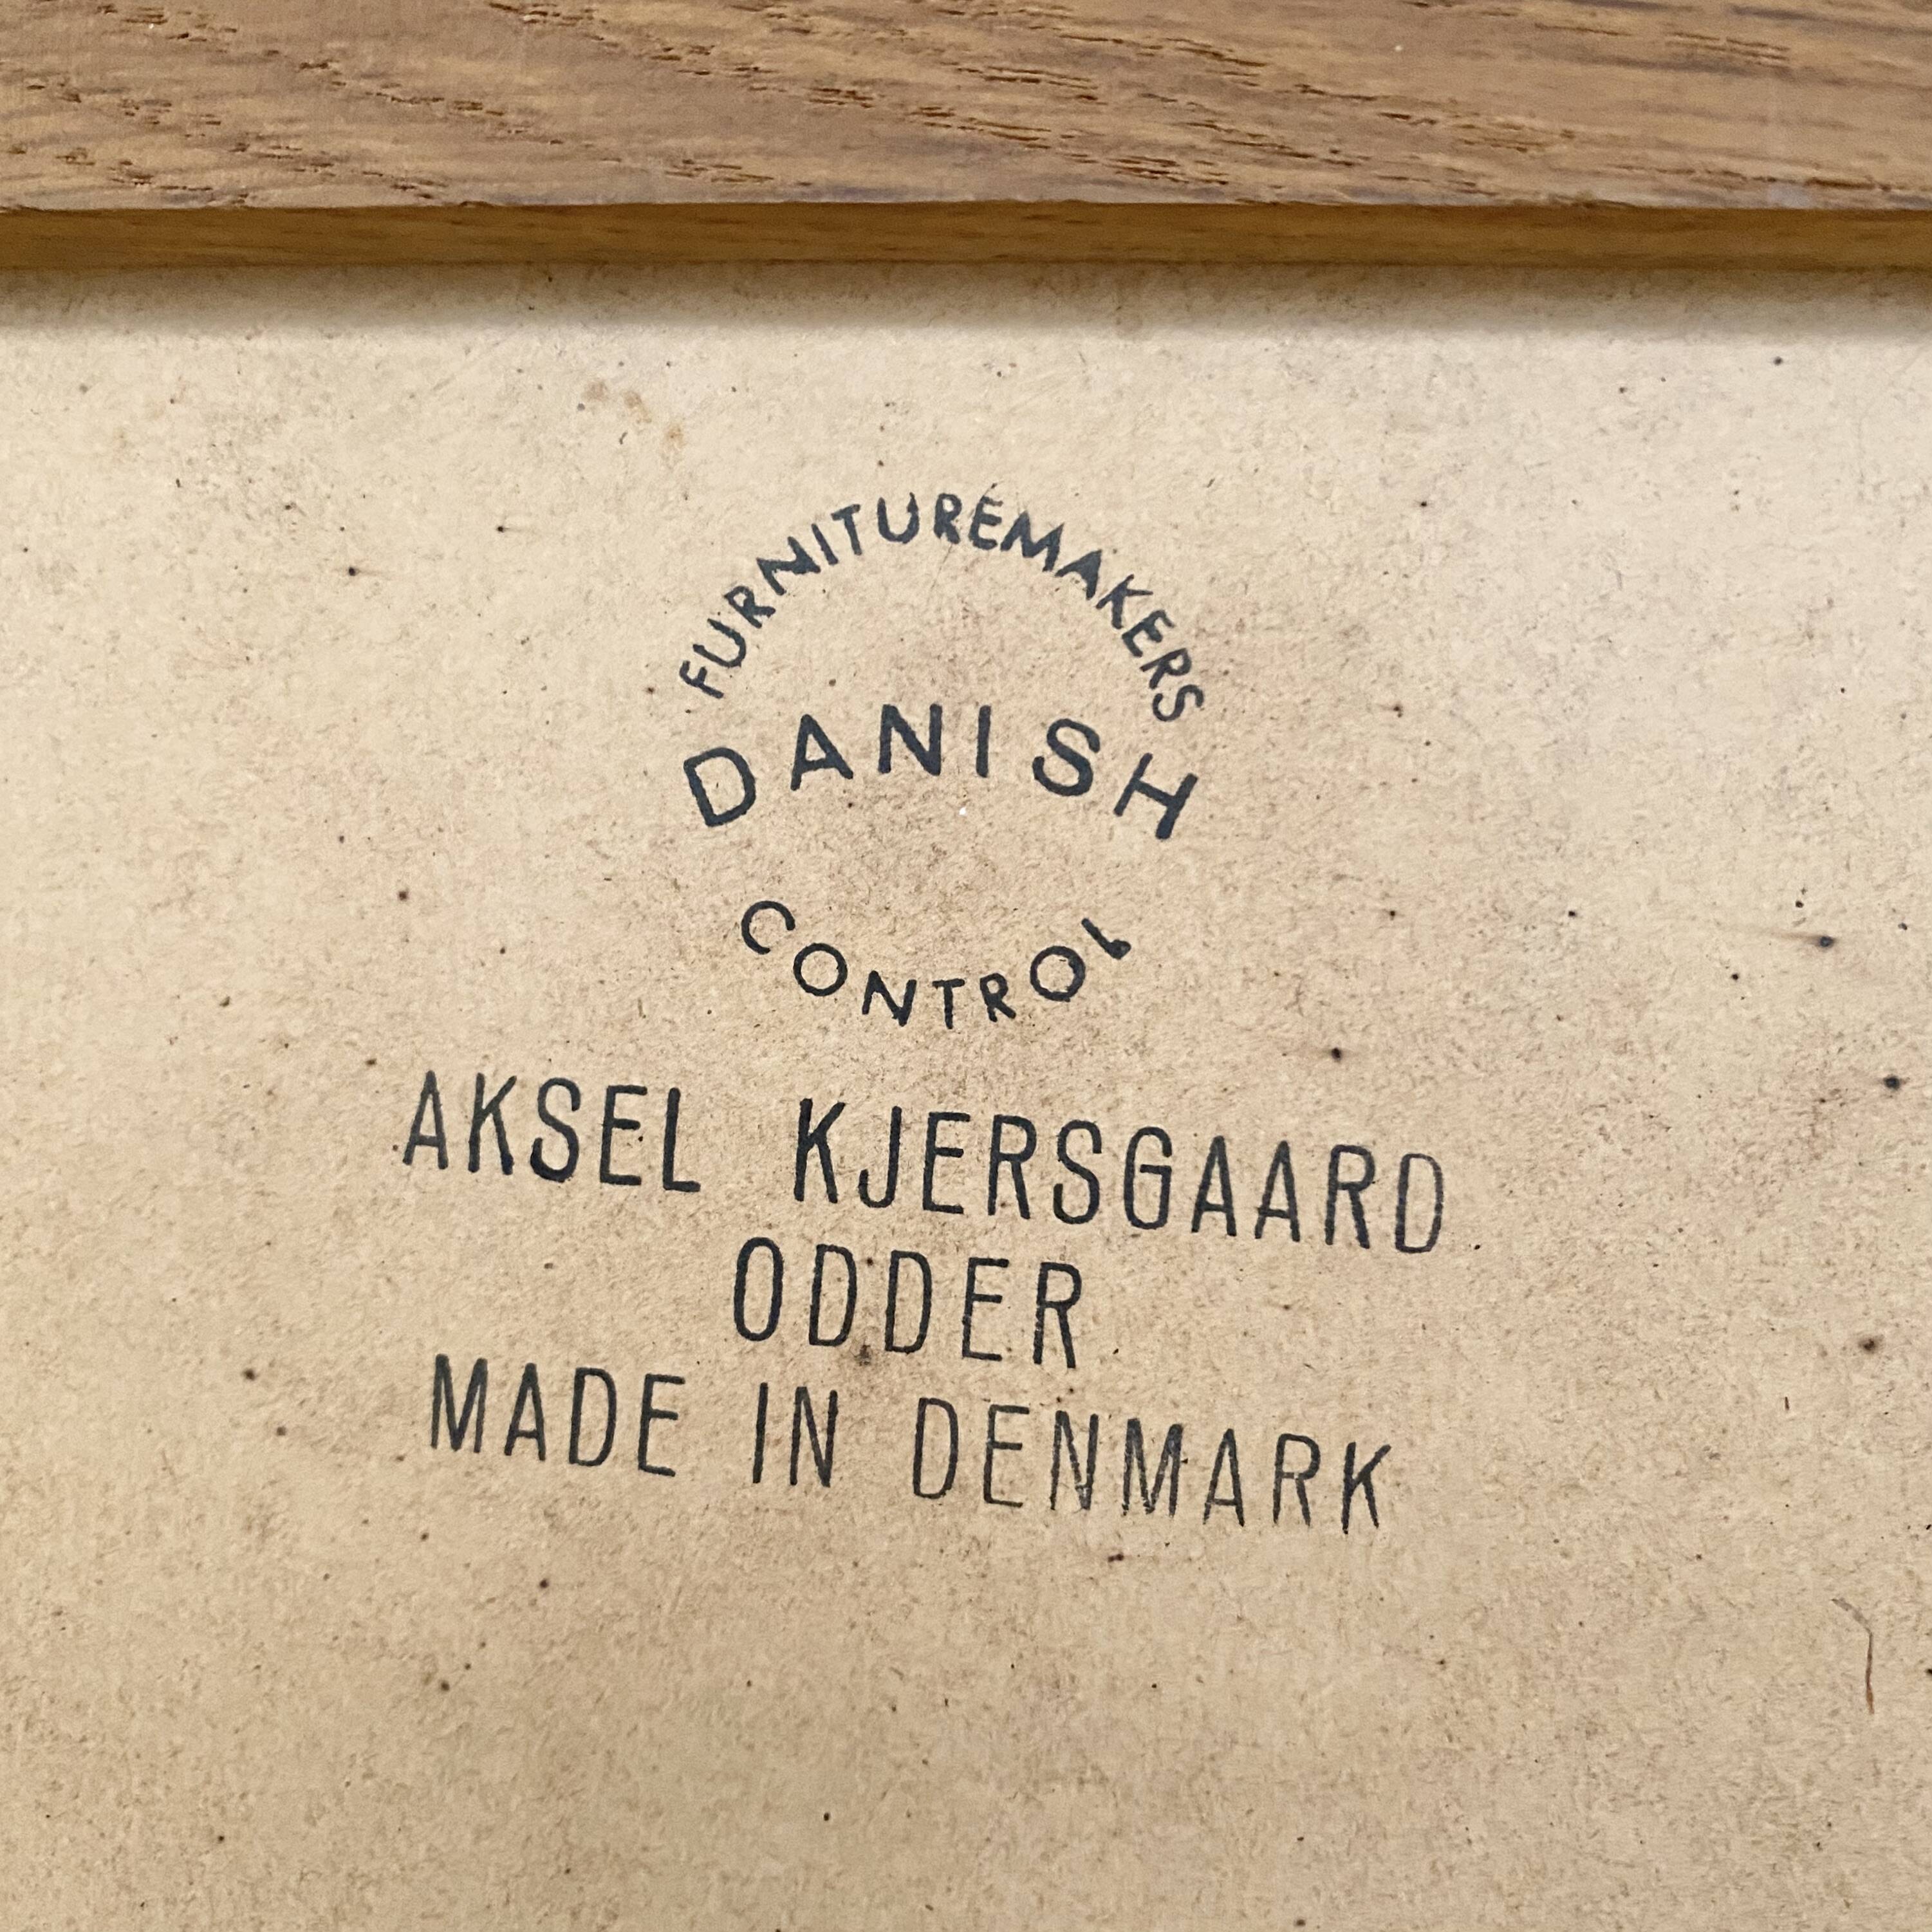 FURNITUREMAKERS
DANISH
CONTROL
AKSEL KJERSGAARD
ODDER
MADE IN DENMARK